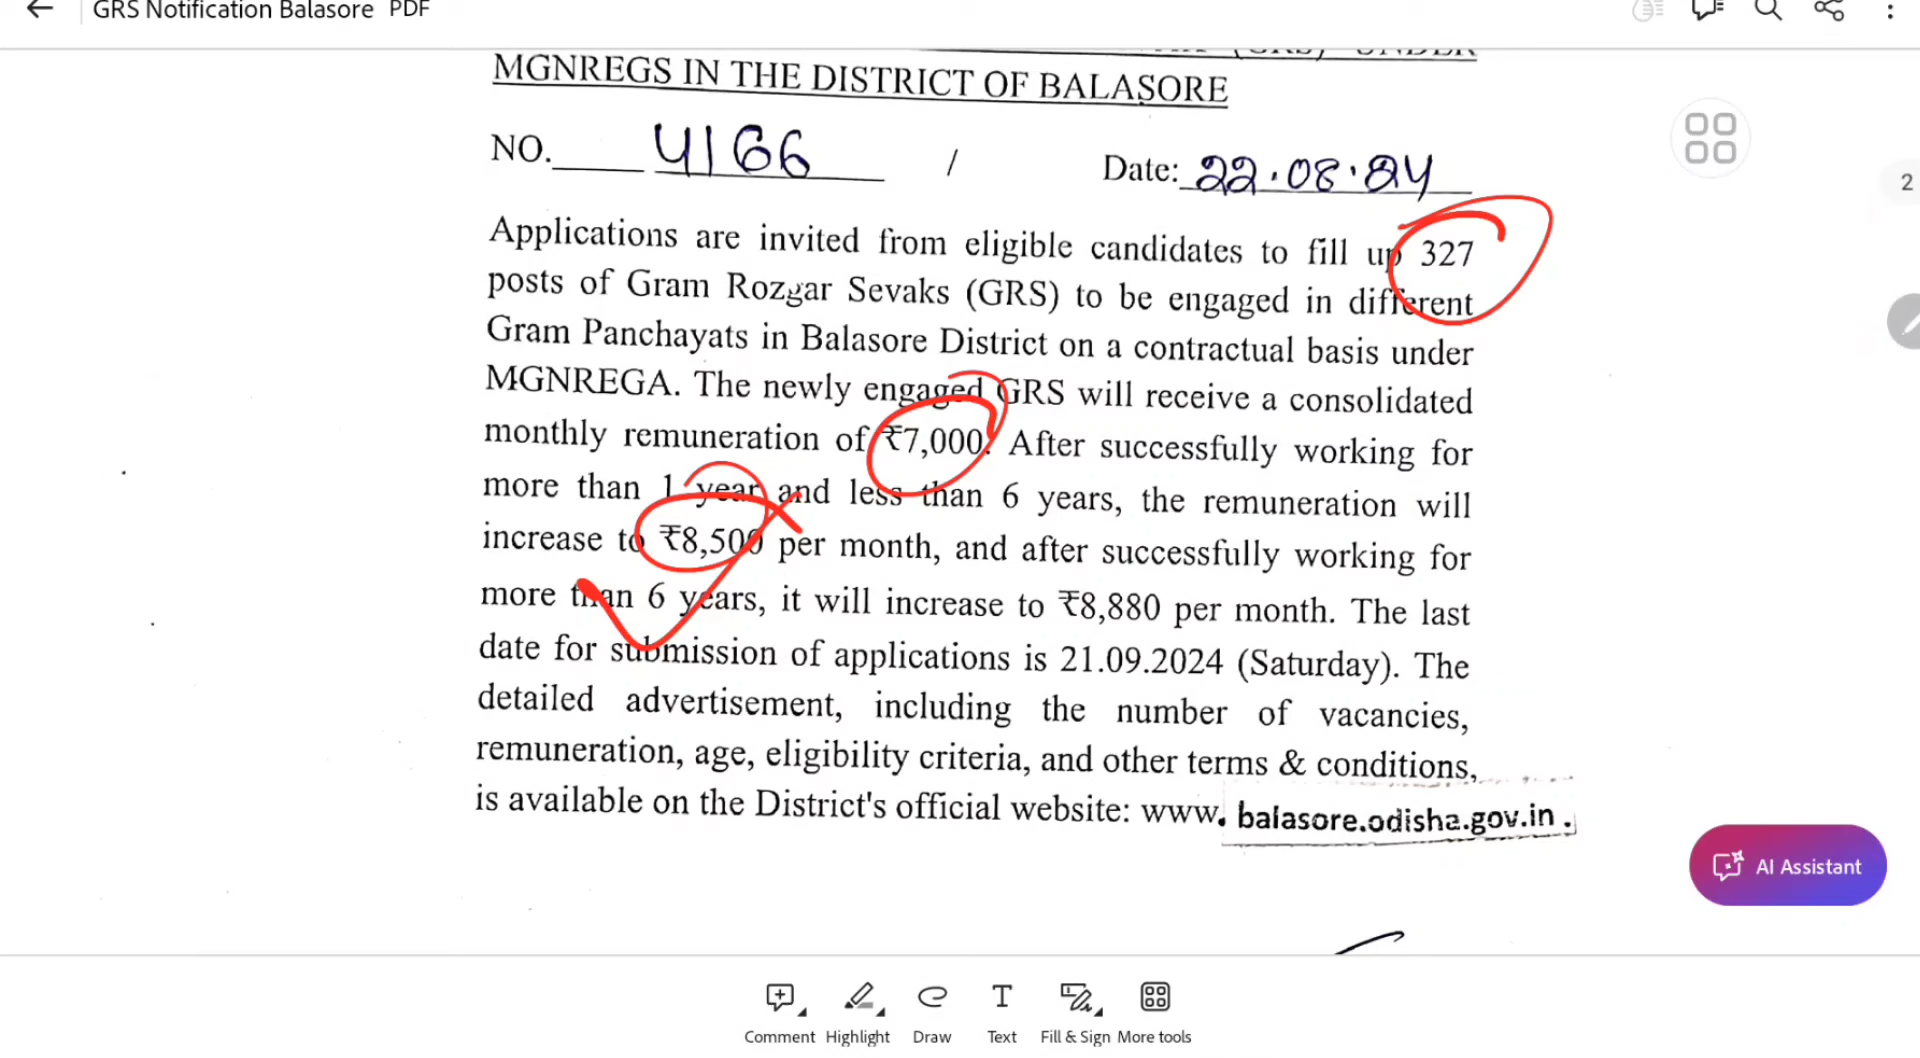 GRS Notification Balasore PDF
(GRS) UNDER
MGNREGS IN THE DISTRICT OF BALASORE
NO. 4166 / Date: 22.08.24
2
Applications are invited from eligible candidates to fill up 327
posts of Gram Rozgar Sevaks (GRS) to be engaged in different
Gram Panchayats in Balasore District on a contractual basis under
MGNREGA. The newly engaged GRS will receive a consolidated
monthly remuneration of ₹7,000. After successfully working for
more than 1 year and less than 6 years, the remuneration will
increase to ₹8,500 per month, and after successfully working for
more than 6 years, it will increase to ₹8,880 per month. The last
date for submission of applications is 21.09.2024 (Saturday). The
detailed advertisement, including the number of vacancies,
remuneration, age, eligibility criteria, and other terms & conditions,
is available on the District's official website: www. balasore.odisha.gov.in .
AI Assistant
Comment Highlight Draw Text Fill & Sign More tools